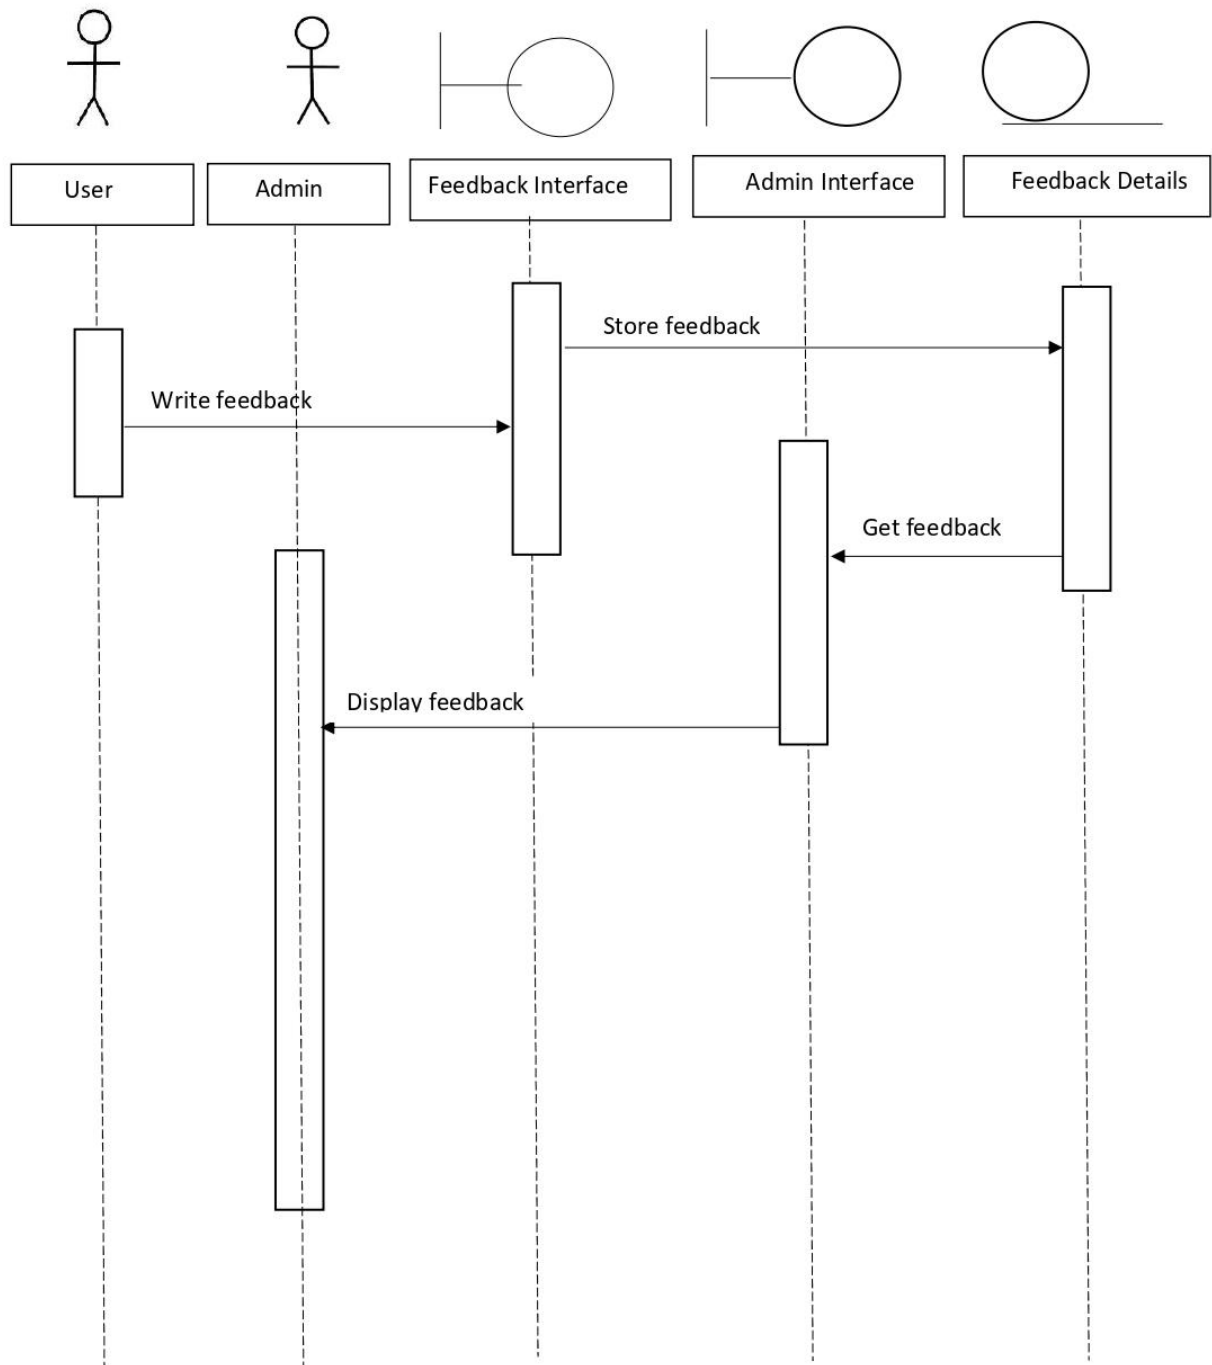 User
Admin
Feedback Interface
Admin Interface
Feedback Details
Store feedback
Write feedback
Get feedback
Display feedback